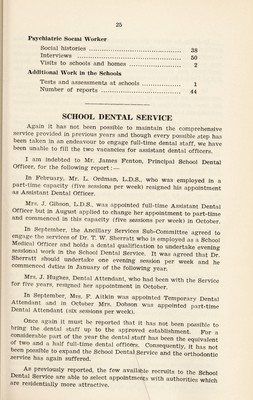 25
Psychiatric Social Worker
Social histories ... 38
Interviews ... 50
Visits to schools and homes ... 2
Additional Work in the Schools
Tests and assessments at schools ... 1
Number of reports ... 44
SCHOOL DENTAL SERVICE
Again it has not been possible to maintain the comprehensive
service provided in previous years and though every possible step has
been taken in an endeavour to engage full-time dental staff, we have
been unable to fill the two vacancies for assistant dental officers.
I am indebted to Mr. James Fenton, Principal School Dental
Officer, for the following report:—
In February, Mr. L. Oedman, L.D.S., who was employed in a
part-time capacity (five sessions per week) resigned his appointment
as Assistant Dental Officer.
Mrs. J. Gibson, L.D.S., was appointed full-time Assistant Dental
Officer but in August applied to change her appointment to part-time
and commenced in this capacity (five sessions per week) in October.
In September, the Ancillary Services Sub-Committee agreed to
engage the services of Dr. T. W. Sherratt who is employed as a School
Medical Officer and holds a dental qualification to undertake evening
sessional work in the School Dental Service. It was agreed that Dr.
Sherratt should undertake one evening session per week and he
commenced duties in January of the following year.
Mrs. J. Hughes, Dental Attendant, who had been with the Service
for five years, resigned her appointment in October.
In September, Mrs. F. Aitkin was appointed Temporary Dental
Attendant and in October Mrs. Dobson was appointed part-time
Dental Attendant (six sessions per week).
Once again it must be reported that it has not been possible to
bring the dental staff up to the approved establishment. For a
considerable part of the year the dental staff has been the equivalent
of two and a half full-time dental officers. Consequently, it has not
been possible to expand the School Dental Service and the orthodontic
service has again suffered.
As previously reported, the few available recruits to the School
Dental Service are able to select appointments with authorities which
are residentially more attractive.